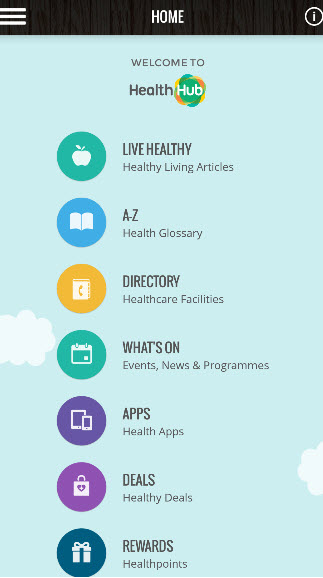 HOME
i
WELCOME TO
HealthHub
LIVE HEALTHY
Healthy Living Articles
A-Z
Health Glossary
DIRECTORY
Healthcare Facilities
WHAT'S ON
Events, News & Programmes
APPS
Health Apps
DEALS
Healthy Deals
REWARDS
Healthpoints